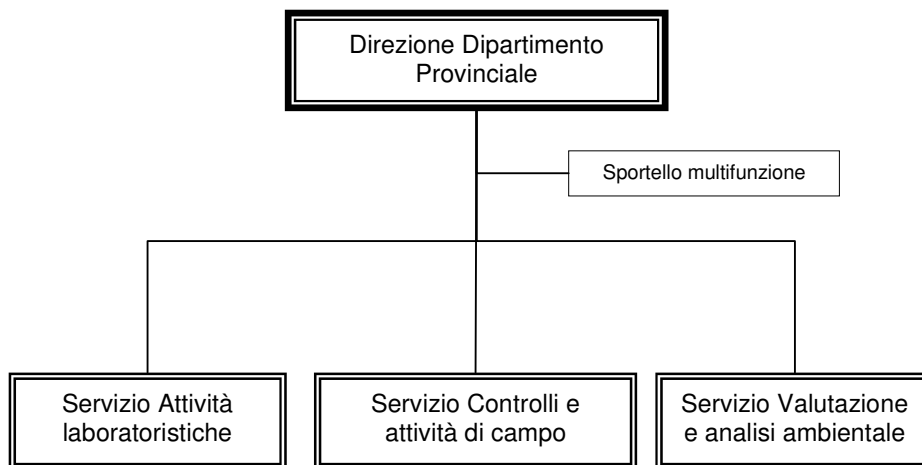 Direzione Dipartimento
Provinciale
Sportello multifunzione
Servizio Attività
laboratoristiche
Servizio Controlli e
attività di campo
Servizio Valutazione
e analisi ambientale